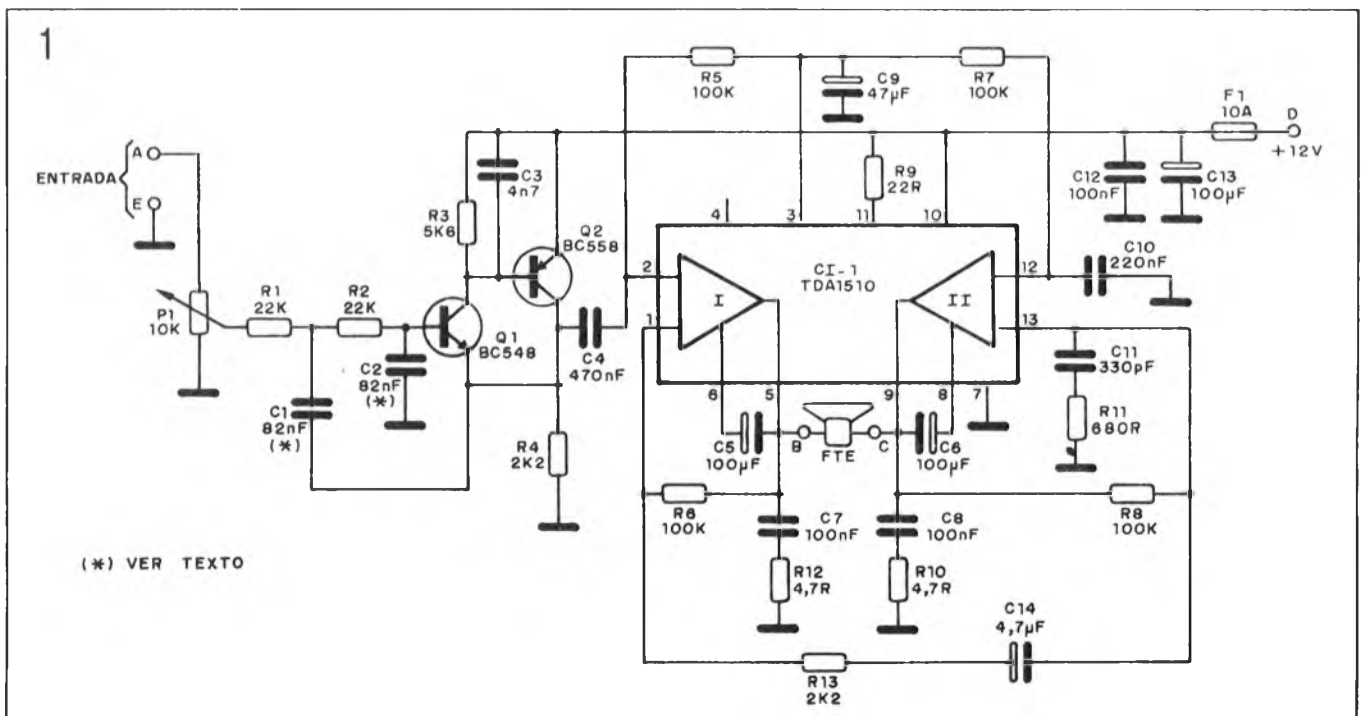 1
ENTRADA
A
E
P1
10K
R1
22K
R2
22K
C1
82nF
(*)
C2
82nF
(*)
R3
5K6
C3
4n7
Q1
BC548
Q2
BC558
R4
2K2
C4
470nF
R5
100K
C9
47µF
R7
100K
R9
22R
F1
10A
D
+12V
C12
100nF
C13
100µF
4
3
11
10
2
1
I
CI-1
TDA1510
II
12
13
6
5
9
8
7
C10
220nF
C11
330pF
R11
680R
C5
100µF
B
FTE
C
C6
100µF
R6
100K
C7
100nF
C8
100nF
R8
100K
R12
4,7R
R10
4,7R
C14
4,7µF
R13
2K2
(*) VER TEXTO